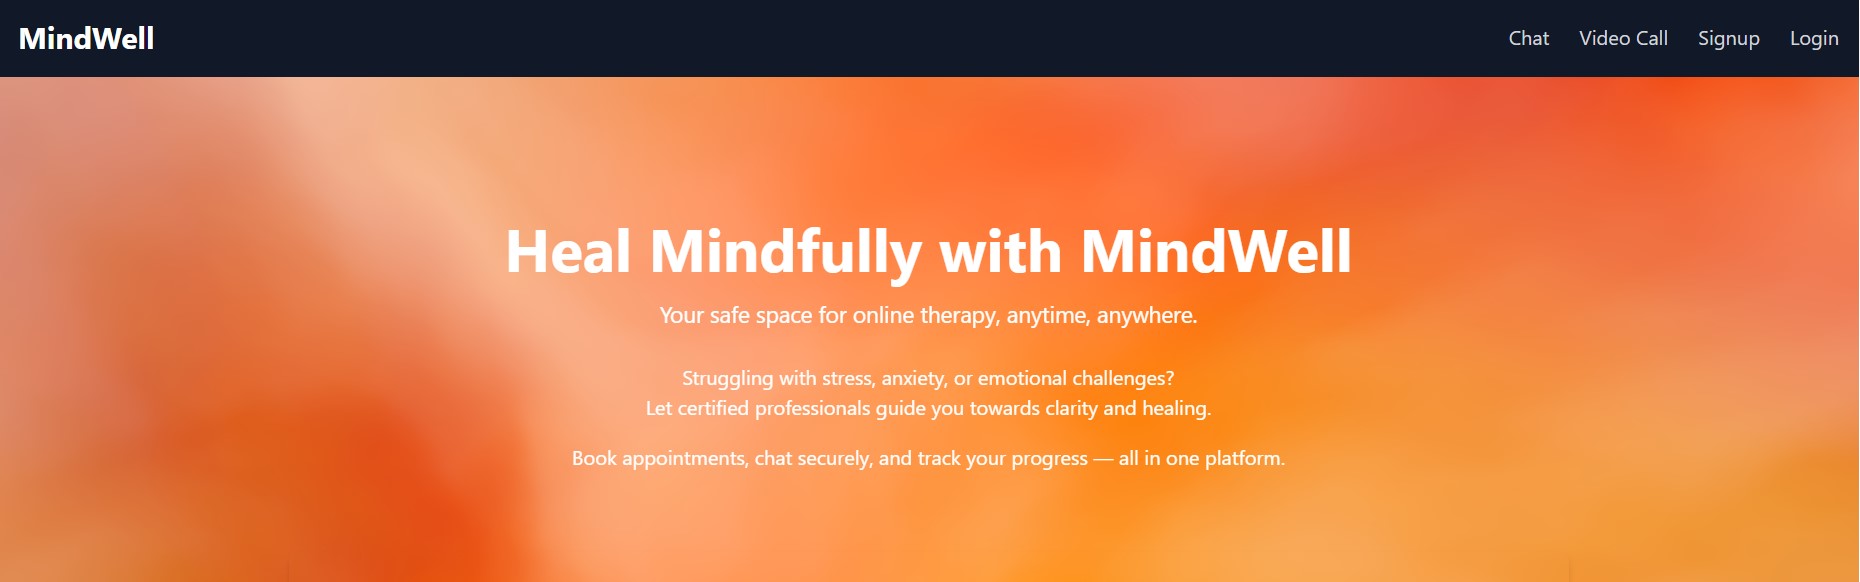 MindWell
Chat
Video Call
Signup
Login
Heal Mindfully with MindWell
Your safe space for online therapy, anytime, anywhere.
Struggling with stress, anxiety, or emotional challenges?
Let certified professionals guide you towards clarity and healing.
Book appointments, chat securely, and track your progress — all in one platform.